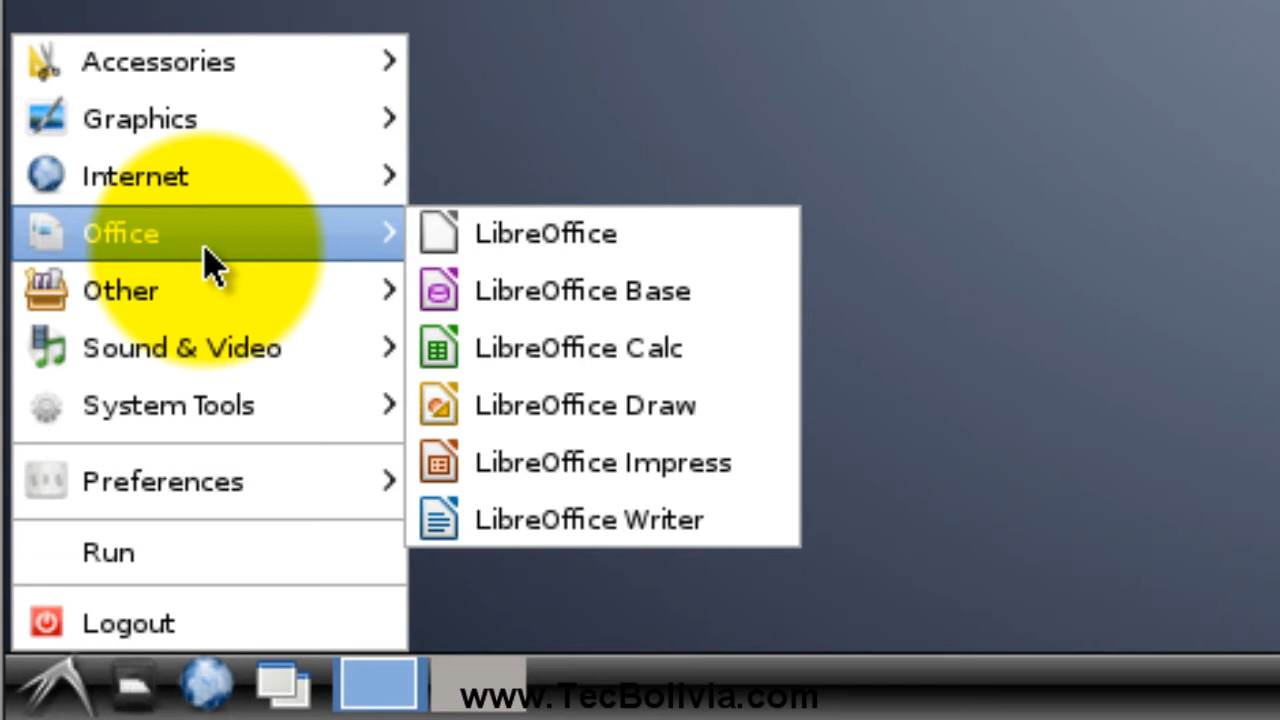 Accessories
Graphics
Internet
Office
Other
Sound & Video
System Tools
Preferences
Run
Logout
LibreOffice
LibreOffice Base
LibreOffice Calc
LibreOffice Draw
LibreOffice Impress
LibreOffice Writer
www.TecBolivia.com